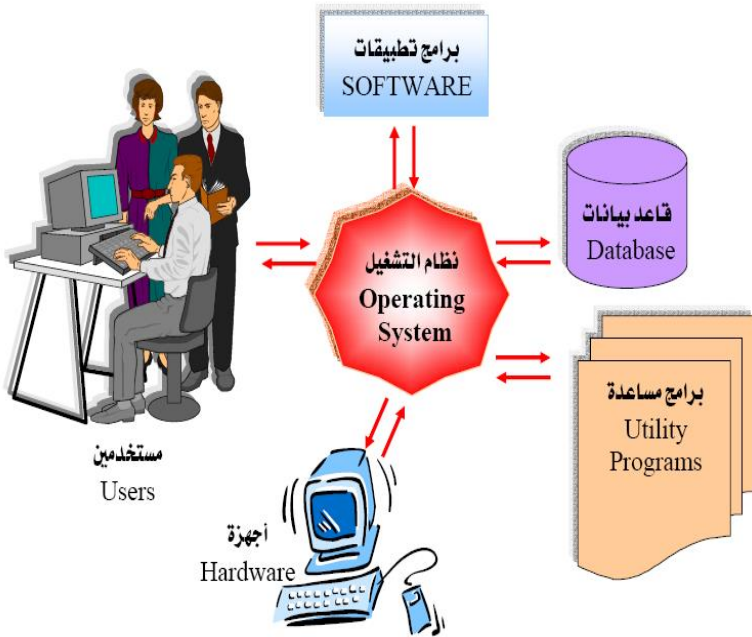 برامج تطبيقات
SOFTWARE
قاعد بيانات
Database
نظام التشغيل
Operating
System
برامج مساعدة
Utility
Programs
مستخدمين
Users
أجهزة
Hardware